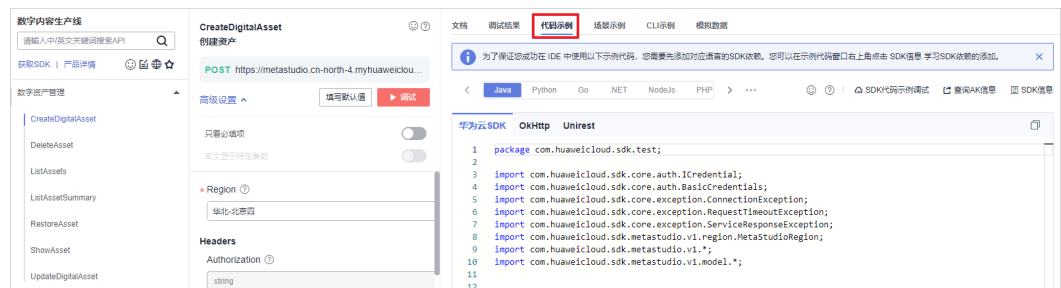 数字内容生产线
请输入中/英文关键词搜索API
获取SDK | 产品详情
数字资产管理
CreateDigitalAsset
DeleteAsset
ListAssets
ListAssetSummary
RestoreAsset
ShowAsset
UpdateDigitalAsset
CreateDigitalAsset
创建资产
POST https://metastudio.cn-north-4.myhuaweiclou...
高级设置
填写默认值
调试
只看必填项
英文显示特定参数
* Region
华北-北京四
Headers
Authorization
string
文档 调试结果 代码示例 场景示例 CLI示例 模拟数据
为了保证您成功在 IDE 中使用以下示例代码，您需要先添加对应语言的SDK依赖。您可以在示例代码窗口右上角点击 SDK信息 学习SDK依赖的添加。
Java Python Go .NET NodeJs PHP
SDK代码示例调试 查询AK信息 SDK信息
华为云SDK OkHttp Unirest
1 package com.huaweicloud.sdk.test;
2
3 import com.huaweicloud.sdk.core.auth.ICredential;
4 import com.huaweicloud.sdk.core.auth.BasicCredentials;
5 import com.huaweicloud.sdk.core.exception.ConnectionException;
6 import com.huaweicloud.sdk.core.exception.RequestTimeoutException;
7 import com.huaweicloud.sdk.core.exception.ServiceResponseException;
8 import com.huaweicloud.sdk.metastudio.v1.region.MetaStudioRegion;
9 import com.huaweicloud.sdk.metastudio.v1.*;
10 import com.huaweicloud.sdk.metastudio.v1.model.*;
11
12